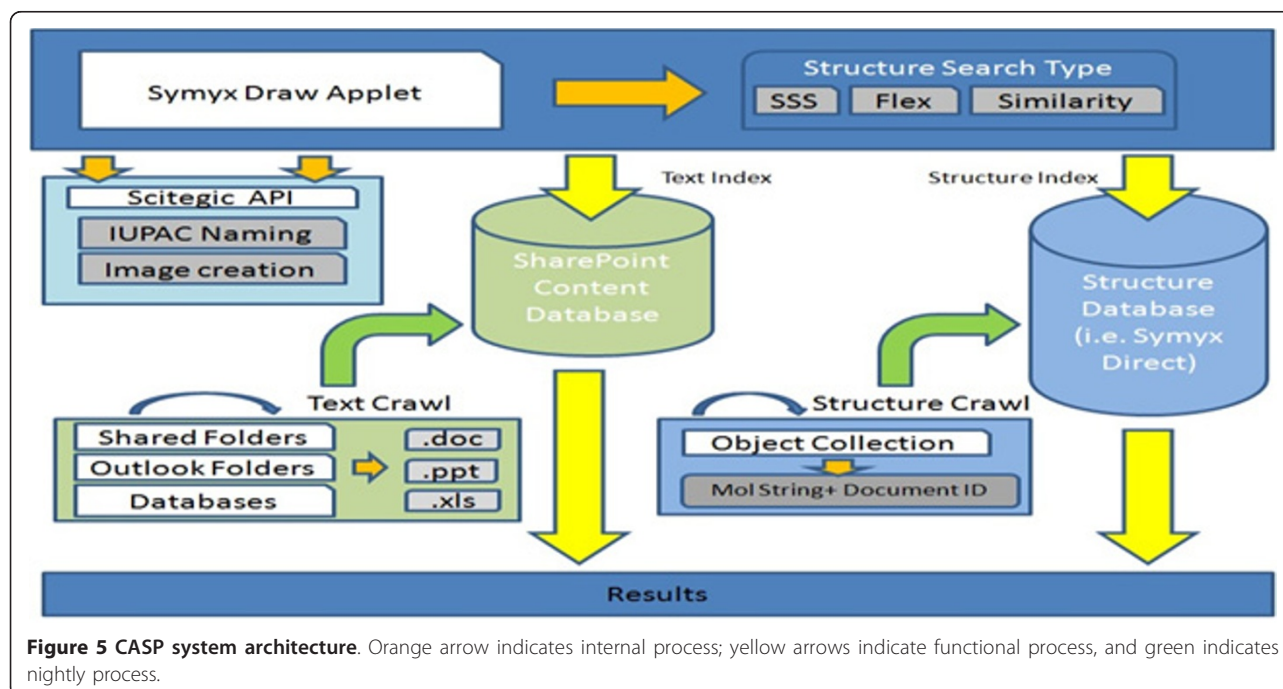 Symyx Draw Applet
Structure Search Type
SSS
Flex
Similarity
Text Index
Structure Index
Scitegic API
IUPAC Naming
Image creation
SharePoint
Content
Database
Structure
Database
(i.e. Symyx
Direct)
Text Crawl
Shared Folders
Outlook Folders
Databases
.doc
.ppt
.xls
Structure Crawl
Object Collection
Mol String+ Document ID
Results
Figure 5 CASP system architecture. Orange arrow indicates internal process; yellow arrows indicate functional process, and green indicates
nightly process.